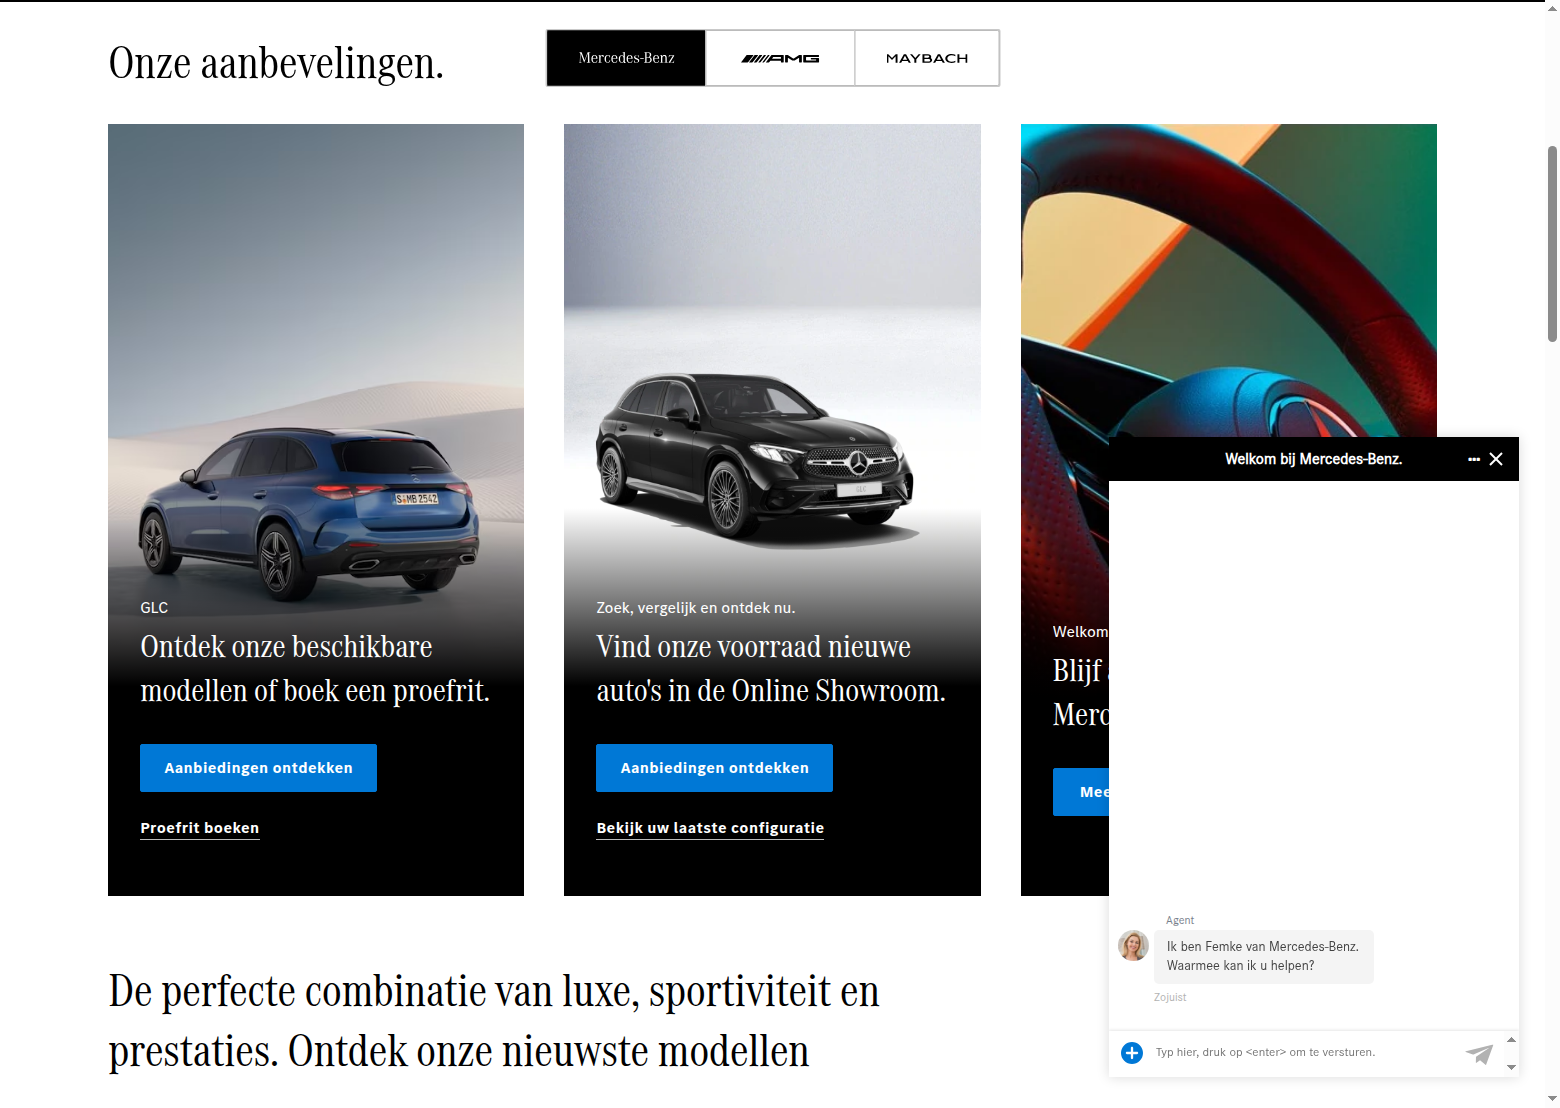 Onze aanbevelingen.
Mercedes-Benz
AMG
MAYBACH
S MB 2542
GLC
Ontdek onze beschikbare
modellen of boek een proefrit.
Aanbiedingen ontdekken
Proefrit boeken
GLC
Zoek, vergelijk en ontdek nu.
Vind onze voorraad nieuwe
auto's in de Online Showroom.
Aanbiedingen ontdekken
Bekijk uw laatste configuratie
Welkom
Blijf
Merc
Mee
Welkom bij Mercedes-Benz.
Agent
Ik ben Femke van Mercedes-Benz.
Waarmee kan ik u helpen?
Zojuist
Typ hier, druk op <enter> om te versturen.
De perfecte combinatie van luxe, sportiviteit en
prestaties. Ontdek onze nieuwste modellen